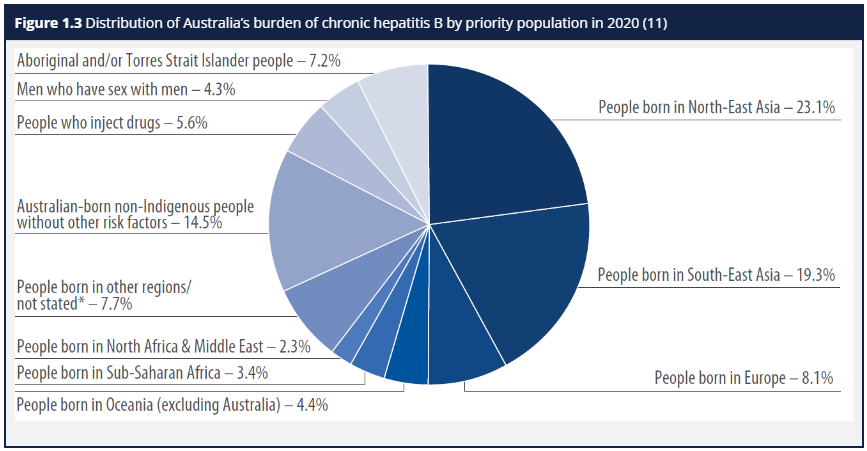 Figure 1.3 Distribution of Australia’s burden of chronic hepatitis B by priority population in 2020 (11)
Aboriginal and/or Torres Strait Islander people – 7.2%
Men who have sex with men – 4.3%
People who inject drugs – 5.6%
Australian-born non-Indigenous people
without other risk factors – 14.5%
People born in other regions/
not stated* – 7.7%
People born in North Africa & Middle East – 2.3%
People born in Sub-Saharan Africa – 3.4%
People born in Oceania (excluding Australia) – 4.4%
People born in North-East Asia – 23.1%
People born in South-East Asia – 19.3%
People born in Europe – 8.1%